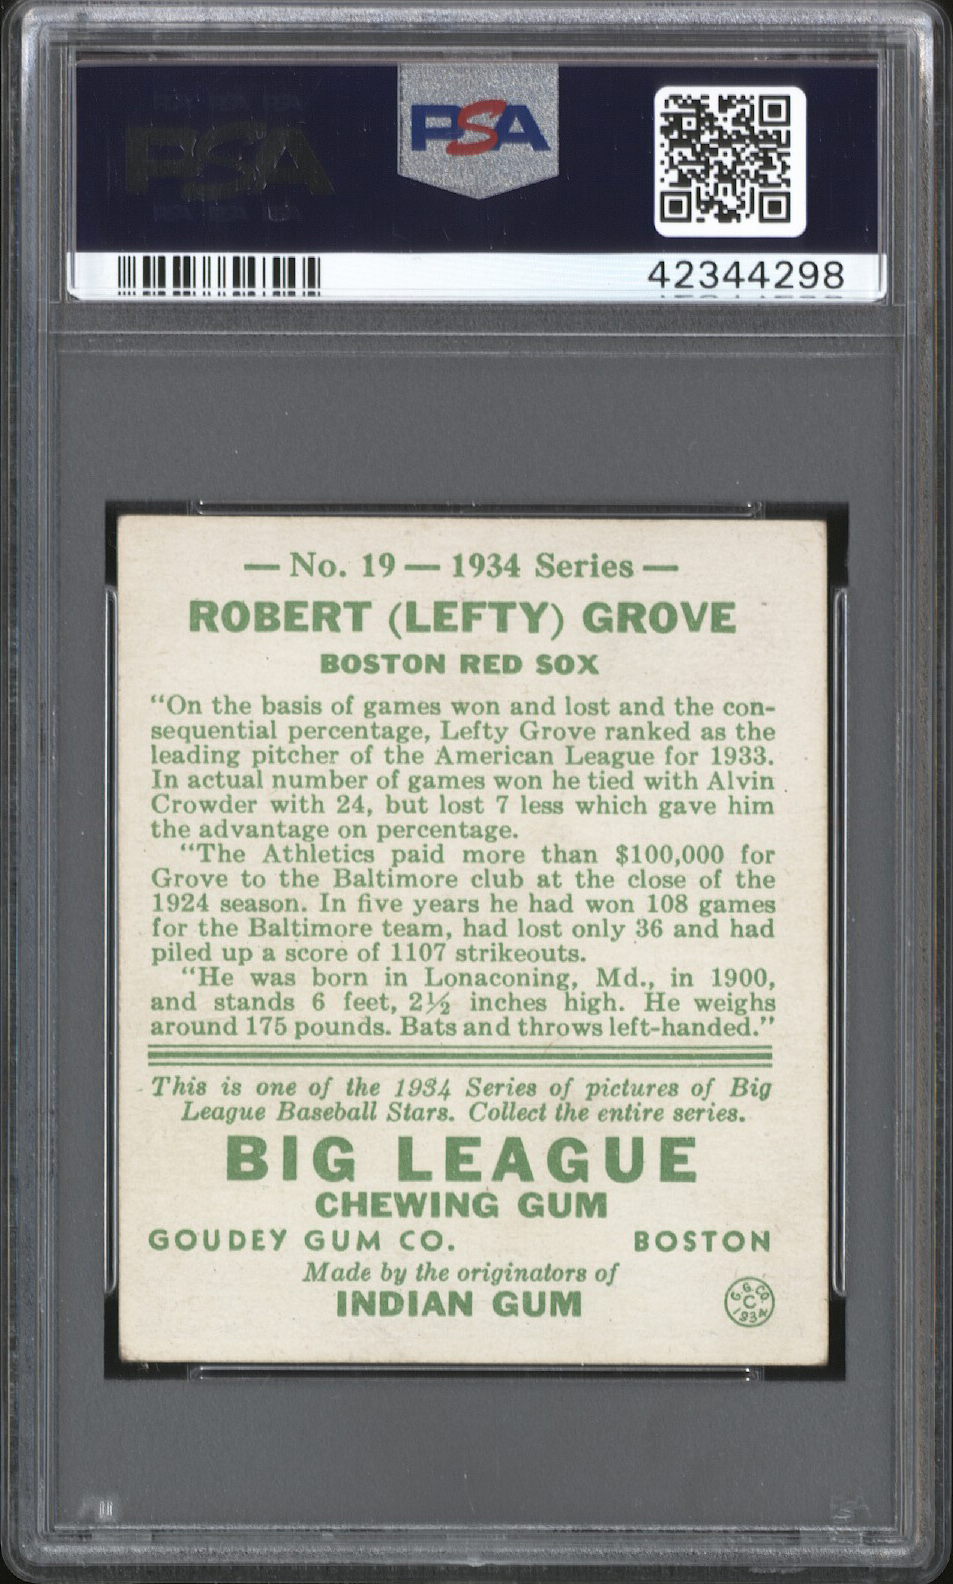 PSA
PSA
42344298
— No. 19 — 1934 Series —
ROBERT (LEFTY) GROVE
BOSTON RED SOX
"On the basis of games won and lost and the con-
sequential percentage, Lefty Grove ranked as the
leading pitcher of the American League for 1933.
In actual number of games won he tied with Alvin
Crowder with 24, but lost 7 less which gave him
the advantage on percentage.
"The Athletics paid more than $100,000 for
Grove to the Baltimore club at the close of the
1924 season. In five years he had won 108 games
for the Baltimore team, had lost only 36 and had
piled up a score of 1107 strikeouts.
"He was born in Lonaconing, Md., in 1900,
and stands 6 feet, 2½ inches high. He weighs
around 175 pounds. Bats and throws left-handed."
This is one of the 1934 Series of pictures of Big
League Baseball Stars. Collect the entire series.
BIG LEAGUE
CHEWING GUM
GOUDEY GUM CO. BOSTON
Made by the originators of
INDIAN GUM
G.G.CO.
C
1934